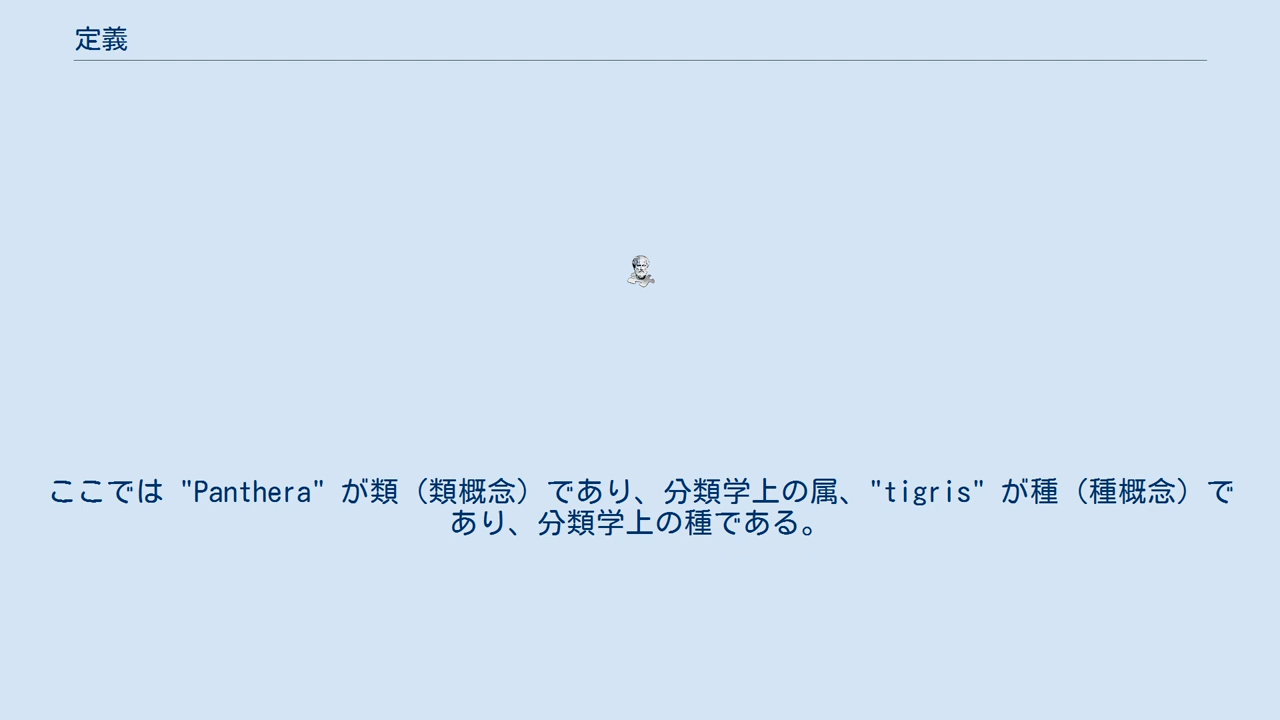 定義
ここでは "Panthera" が類（類概念）であり、分類学上の属、"tigris" が種（種概念）で
あり、分類学上の種である。